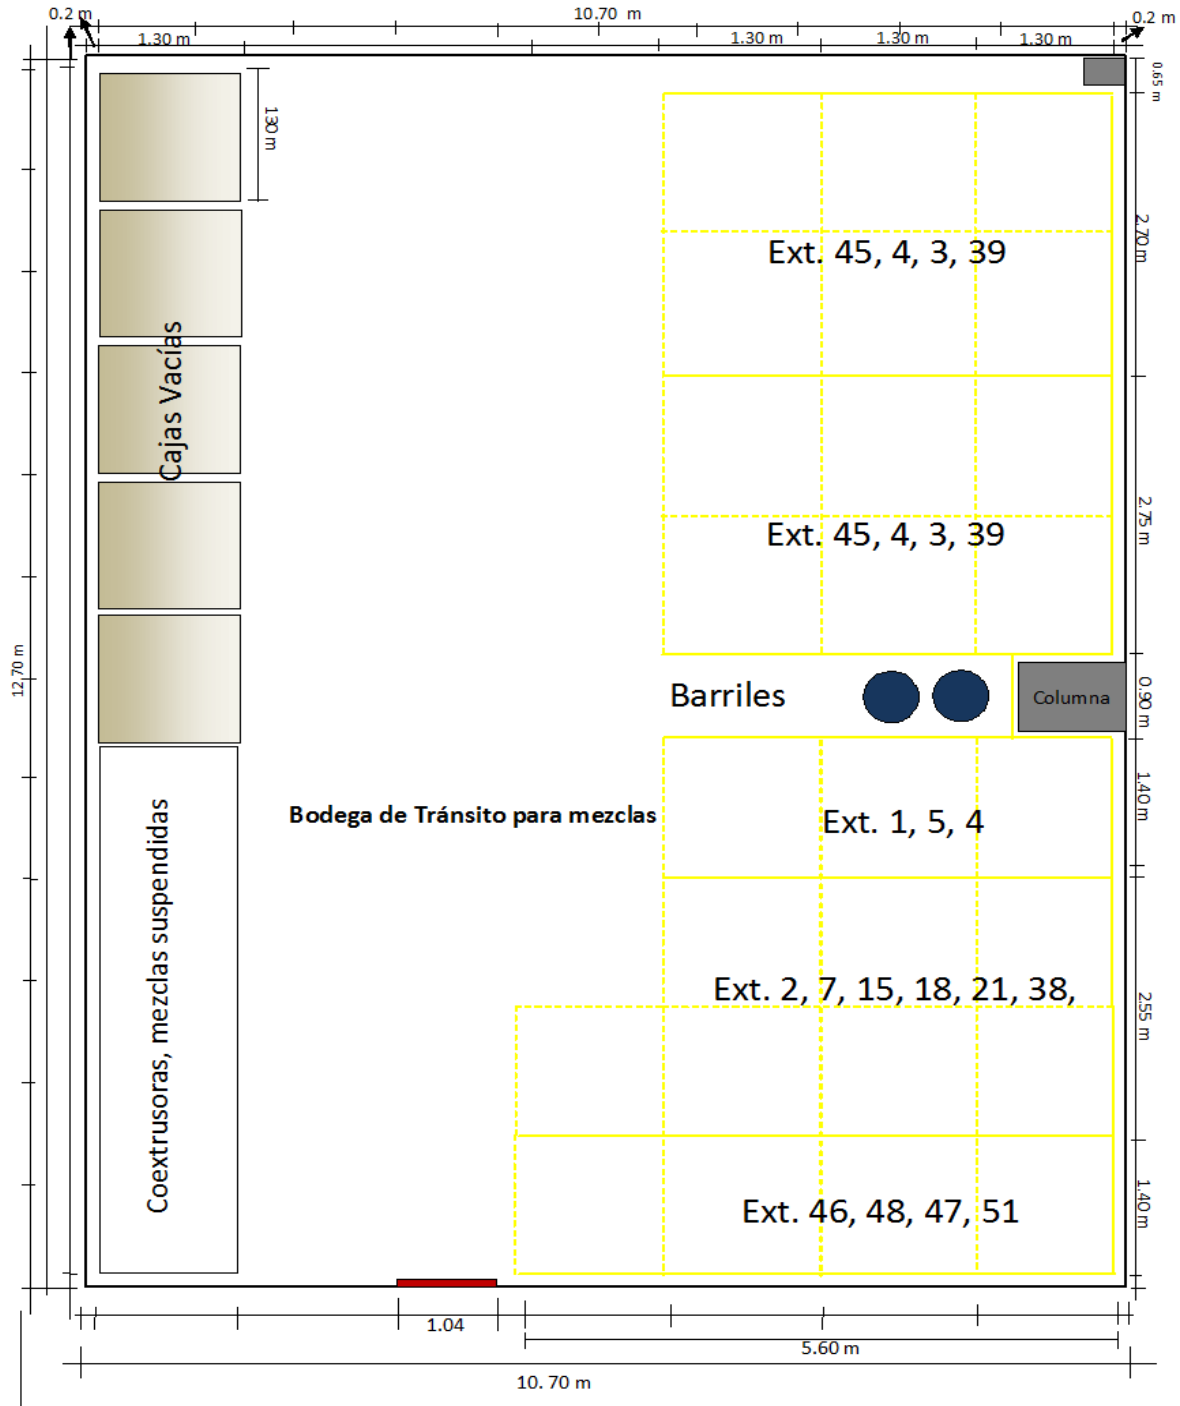 0.2 m
10.70 m
0.2 m
1.30 m
1.30 m
1.30 m
1.30 m
0.65 m
1.30 m
2.70 m
Ext. 45, 4, 3, 39
Cajas Vacías
2.75 m
Ext. 45, 4, 3, 39
12.70 m
Barriles
Columna
0.90 m
1.40 m
Bodega de Tránsito para mezclas
Ext. 1, 5, 4
Coextrusoras, mezclas suspendidas
Ext. 2, 7, 15, 18, 21, 38,
2.55 m
Ext. 46, 48, 47, 51
1.40 m
1.04
5.60 m
10. 70 m